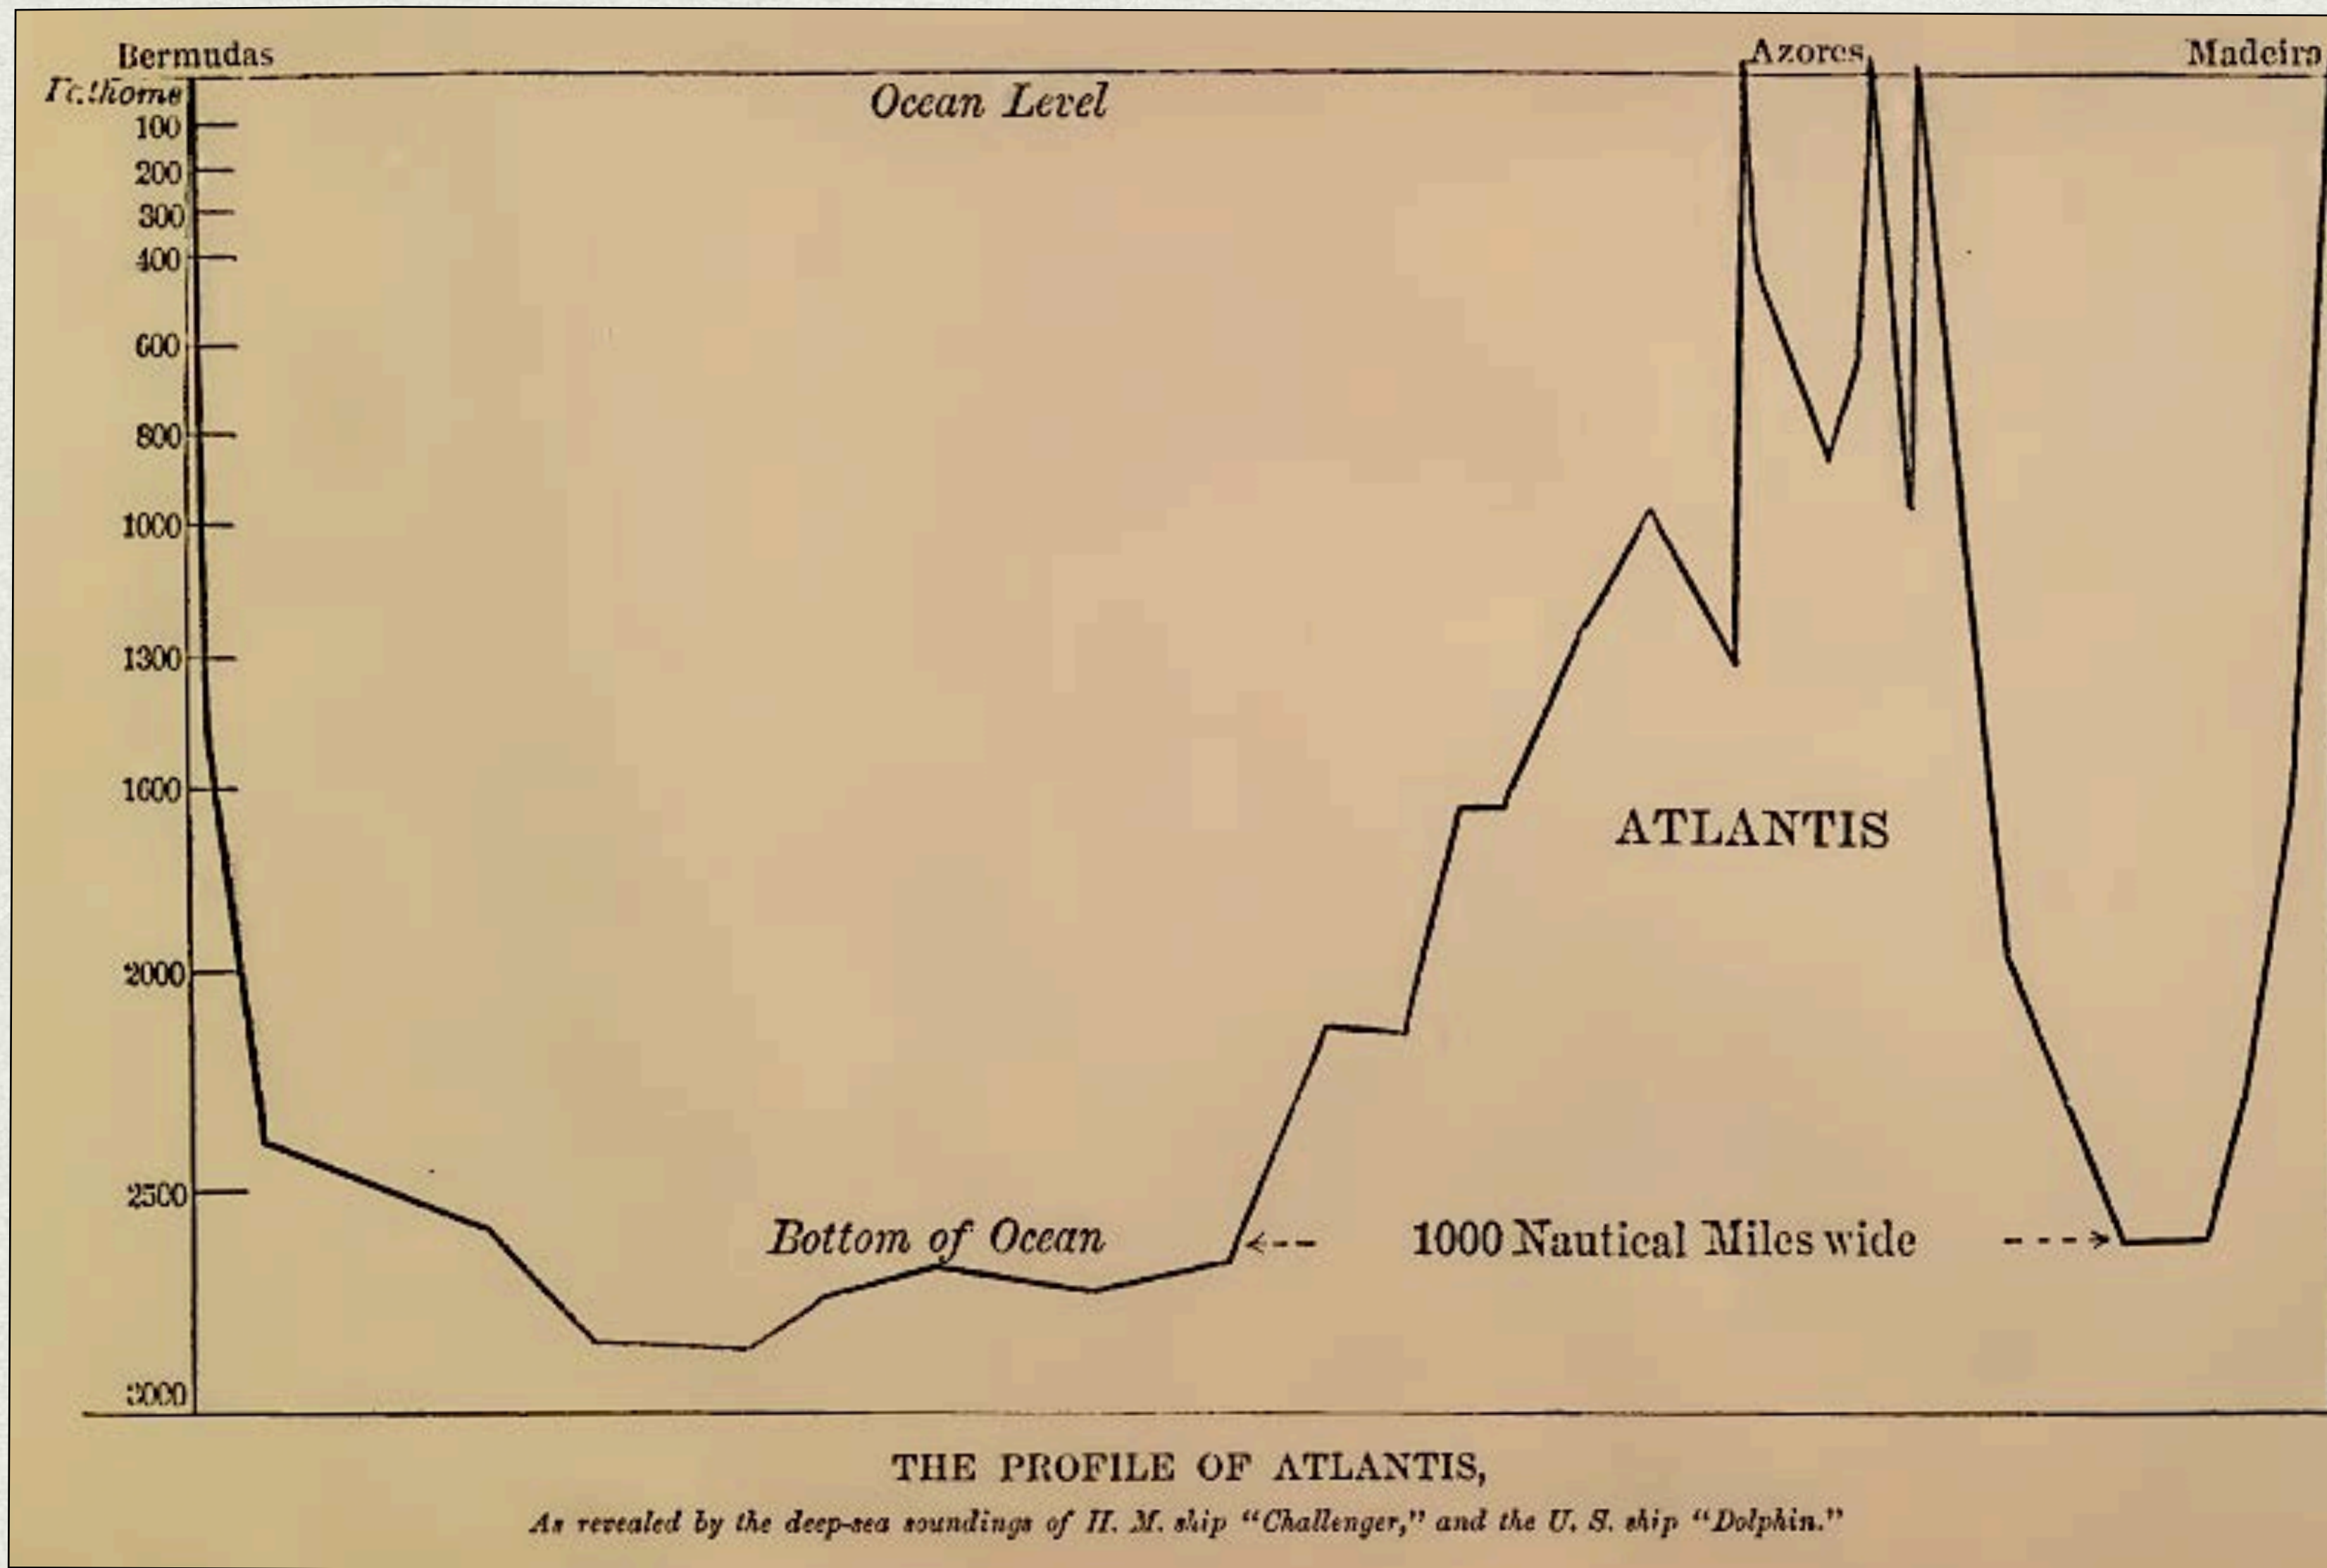 Bermudas
Azores
Madeira
Fathoms
Ocean Level
100
200
300
400
600
800
1000
1300
1600
ATLANTIS
2000
2500
Bottom of Ocean
1000 Nautical Miles wide
3000
THE PROFILE OF ATLANTIS,
As revealed by the deep-sea soundings of H. M. ship “Challenger,” and the U. S. ship “Dolphin.”